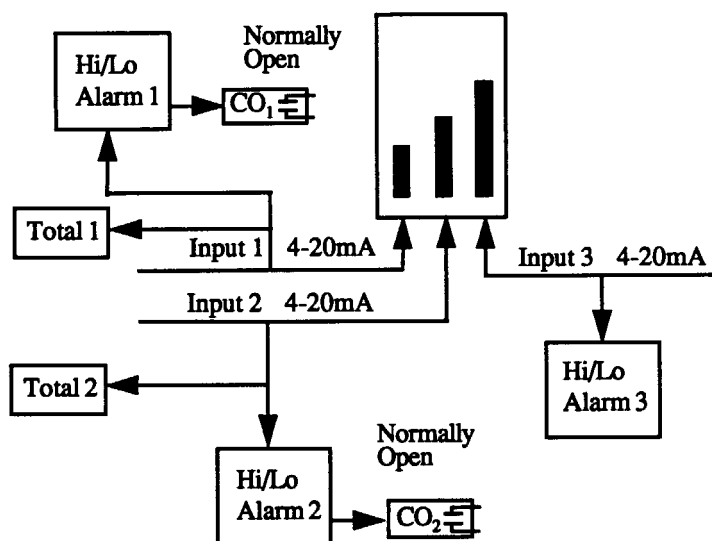 Normally
Open
Hi/Lo
Alarm 1
CO₁
Total 1
Input 1 4-20mA
Input 3 4-20mA
Input 2 4-20mA
Total 2
Hi/Lo
Alarm 3
Normally
Open
Hi/Lo
Alarm 2
CO₂